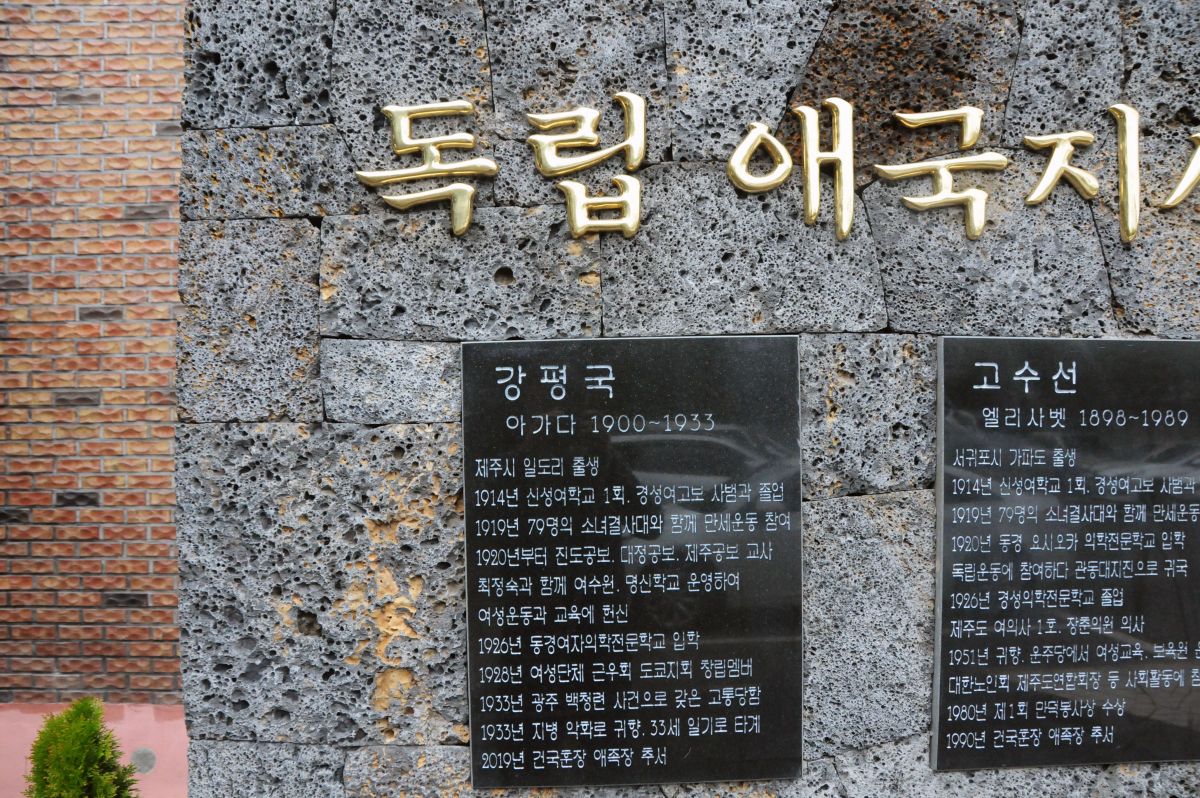 독립 애국지사
강평국
아가다 1900~1933
제주시 일도리 출생
1914년 신성여학교 1회. 경성여고보 사범과 졸업
1919년 79명의 소녀결사대와 함께 만세운동 참여
1920년부터 진도공보. 대정공보. 제주공보 교사
최정숙과 함께 여수원. 명신학교 운영하여
여성운동과 교육에 헌신
1926년 동경여자의학전문학교 입학
1928년 여성단체 근우회 도쿄지회 창립멤버
1933년 광주 백청련 사건으로 갖은 고통당함
1933년 지병 악화로 귀향. 33세 일기로 타계
2019년 건국훈장 애족장 추서
고수선
엘리사벳 1898~1989
서귀포시 가파도 출생
1914년 신성여학교 1회. 경성여고보 사범과
1919년 79명의 소녀결사대와 함께 만세운동
1920년 동경 요시오카 의학전문학교 입학
독립운동에 참여하다 관동대지진으로 귀국
1926년 경성의학전문학교 졸업
제주도 여의사 1호. 장춘의원 의사
1951년 귀향. 운주당에서 여성교육. 보육원
대한노인회 제주도연합회장 등 사회활동에
1980년 제1회 만덕봉사상 수상
1990년 건국훈장 애족장 추서